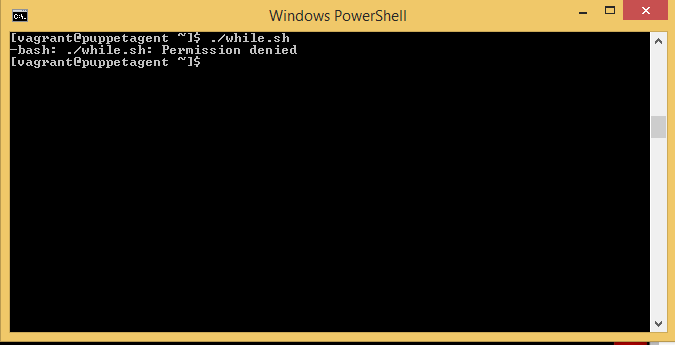 Windows PowerShell
[vagrant@puppetagent ~]$ ./while.sh
-bash: ./while.sh: Permission denied
[vagrant@puppetagent ~]$